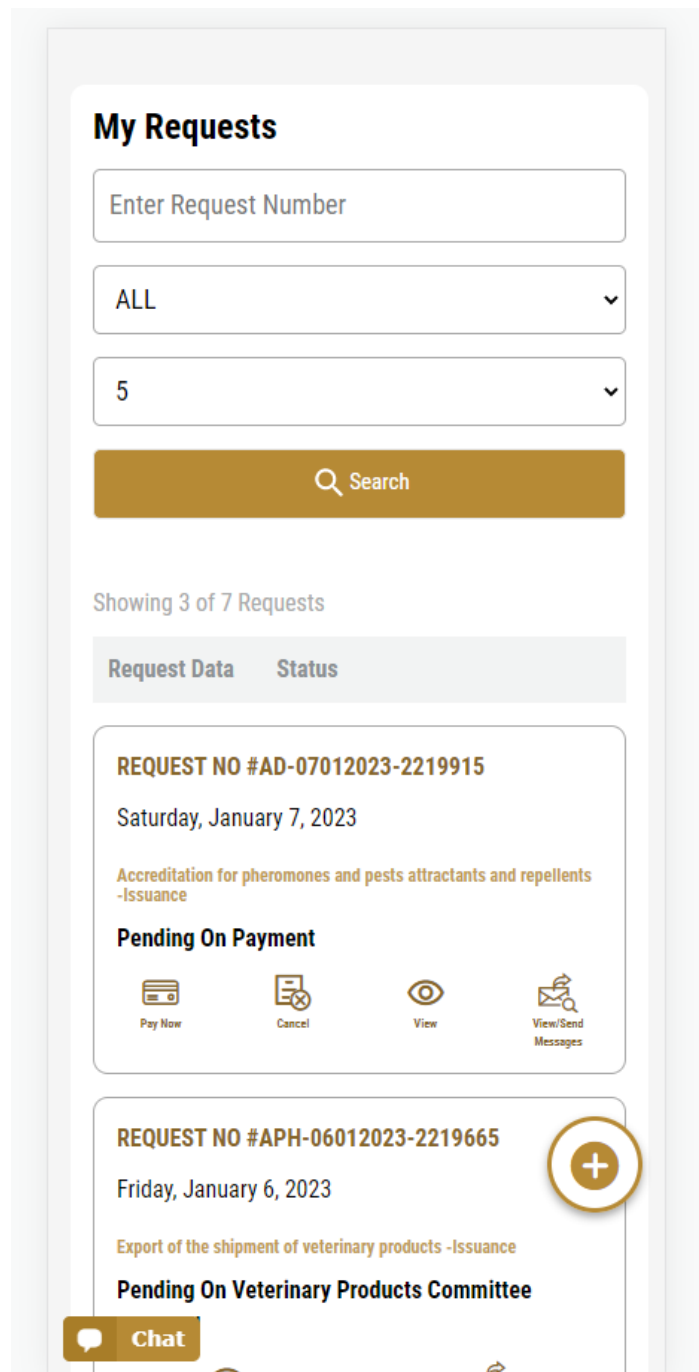 My Requests
Enter Request Number
ALL
5
Search
Showing 3 of 7 Requests
Request Data Status
REQUEST NO #AD-07012023-2219915
Saturday, January 7, 2023
Accreditation for pheromones and pests attractants and repellents
-Issuance
Pending On Payment
Pay Now Cancel View View/Send
Messages
REQUEST NO #APH-06012023-2219665
Friday, January 6, 2023
Export of the shipment of veterinary products -Issuance
Pending On Veterinary Products Committee
Chat